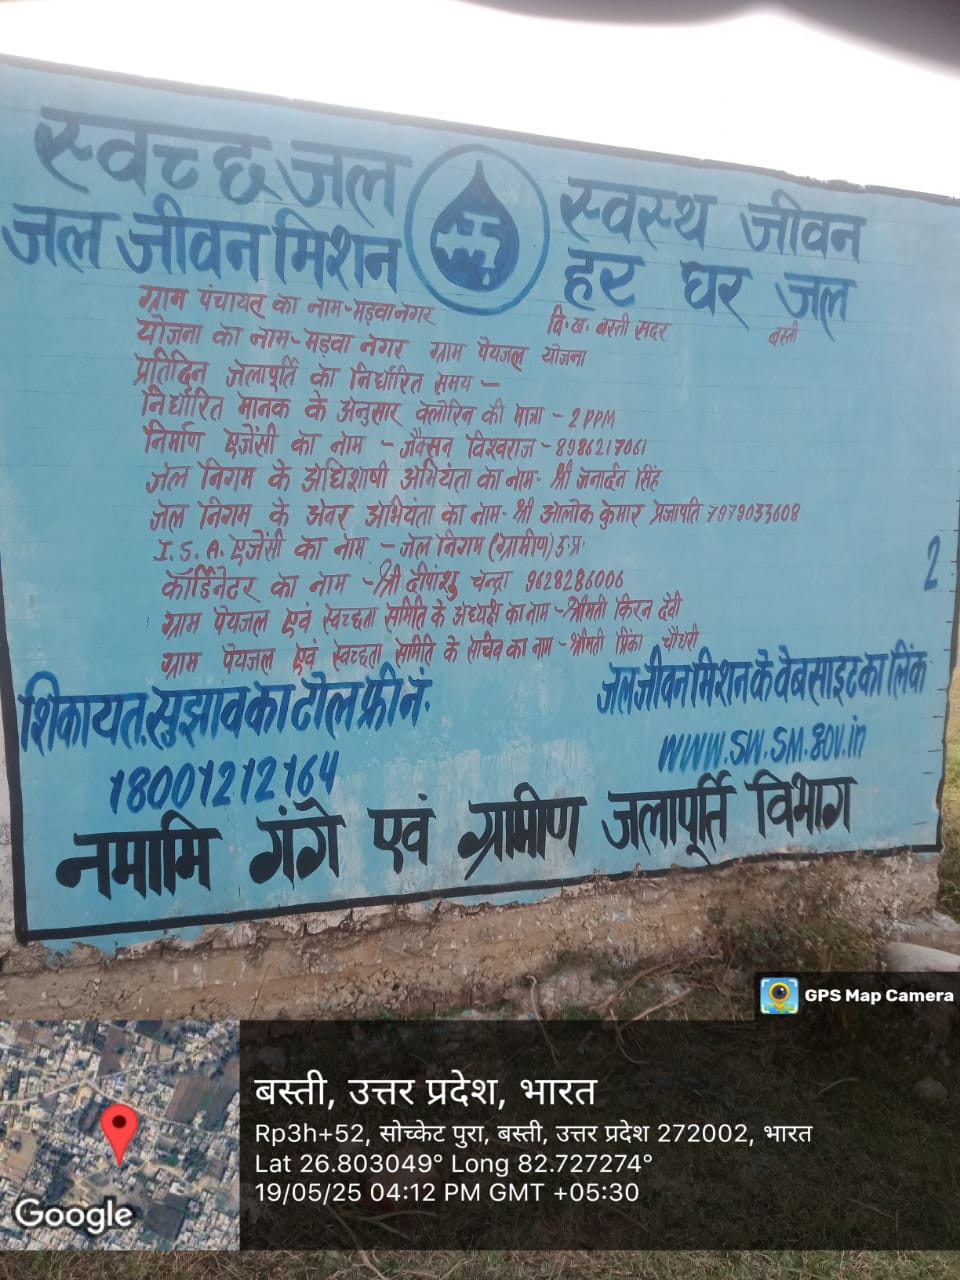 स्वच्छ जल स्वस्थ जीवन
जल जीवन मिशन हर घर जल
ग्राम पंचायत का नाम-मड़वानगर वि.ख. बस्ती सदर बस्ती
योजना का नाम-मड़वा नगर ग्राम पेयजल योजना
प्रतिदिन जलापूर्ति का निर्धारित समय -
निर्धारित मानक के अनुसार क्लोरिन की मात्रा - 2 PPM
निर्माण एजेंसी का नाम - जैक्सन विश्वराज - 8986217061
जल निगम के अधिशाषी अभियंता का नाम- श्री जनार्दन सिंह
जल निगम के अवर अभियंता का नाम- श्री आलोक कुमार प्रजापति 7979033608
I.S.A. एजेंसी का नाम - जल निगम (ग्रामीण) उ.प्र.
कॉर्डिनेटर का नाम - श्री दीपांशु चन्द्रा 9628286006
ग्राम पेयजल एवं स्वच्छता समिति के अध्यक्ष का नाम - श्रीमती किरन देवी
ग्राम पेयजल एवं स्वच्छता समिति के सचिव का नाम - श्रीमती प्रिंका चौधरी
2
शिकायत, सुझाव का टोल फ्री नं. जल जीवन मिशन के वेबसाइट का लिंक
18001212164 www.sw.sm.gov.in
नमामि गंगे एवं ग्रामीण जलापूर्ति विभाग
GPS Map Camera
बस्ती, उत्तर प्रदेश, भारत
Rp3h+52, सोच्केट पुरा, बस्ती, उत्तर प्रदेश 272002, भारत
Lat 26.803049° Long 82.727274°
19/05/25 04:12 PM GMT +05:30
Google